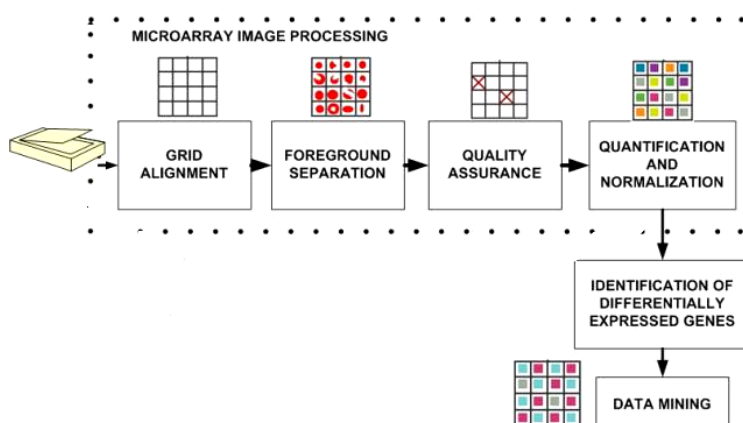 MICROARRAY IMAGE PROCESSING
GRID
ALIGNMENT
FOREGROUND
SEPARATION
QUALITY
ASSURANCE
QUANTIFICATION
AND
NORMALIZATION
IDENTIFICATION OF
DIFFERENTIALLY
EXPRESSED GENES
DATA MINING